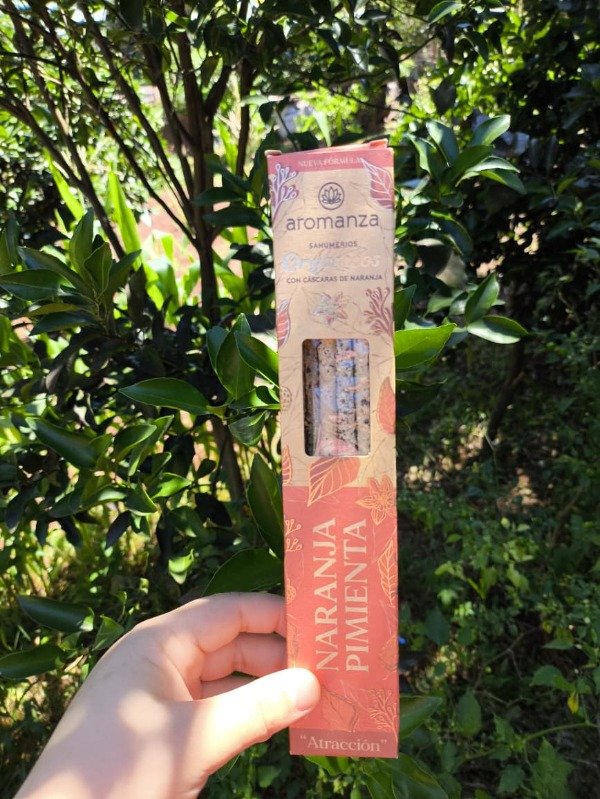 NUEVA FÓRMULA
aromanza
SAHUMERIOS
CON CÁSCARAS DE NARANJA
NARANJA
PIMIENTA
"Atracción"